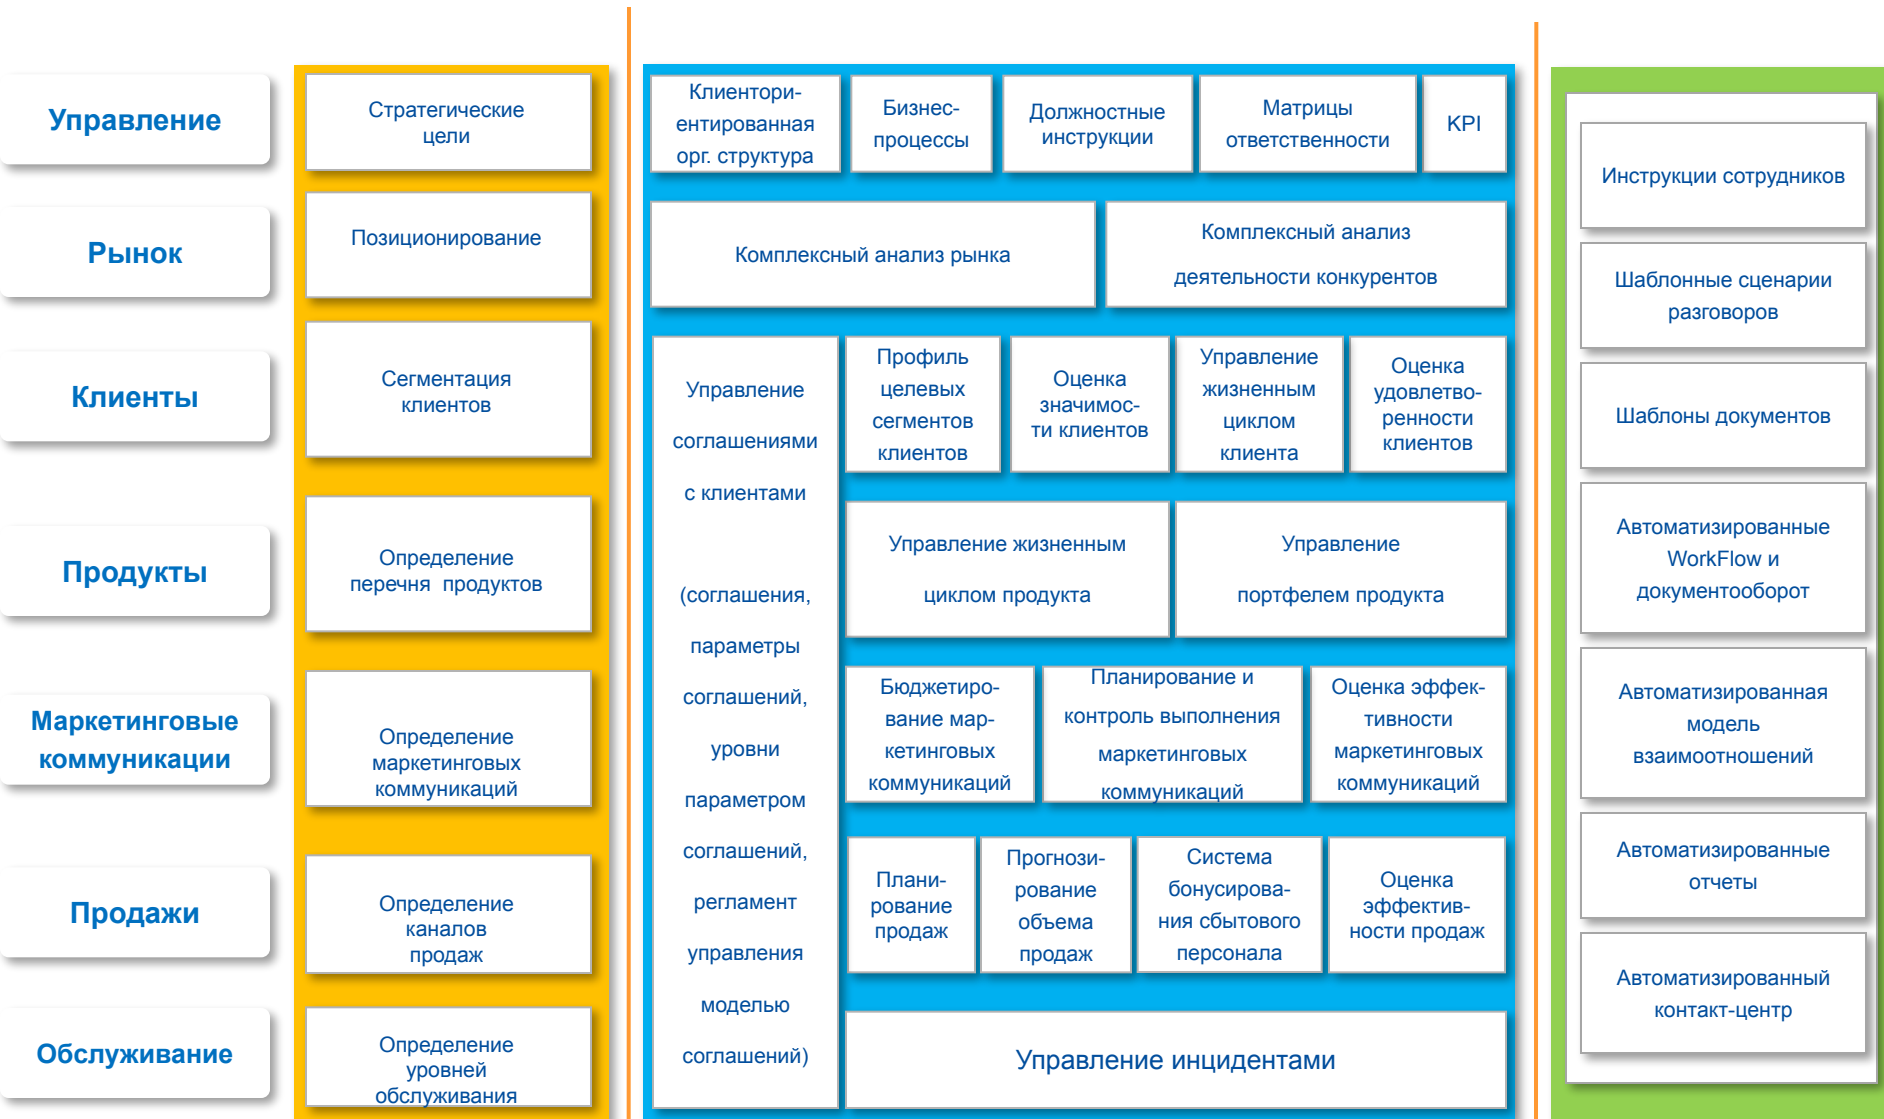 Управление
Рынок
Клиенты
Продукты
Маркетинговые
коммуникации
Продажи
Обслуживание
Стратегические
цели
Позиционирование
Сегментация
клиентов
Определение
перечня продуктов
Определение
маркетинговых
коммуникаций
Определение
каналов
продаж
Определение
уровней
обслуживания
Клиентори-
ентированная
орг. структура
Бизнес-
процессы
Должностные
инструкции
Матрицы
ответственности
KPI
Комплексный анализ рынка
Комплексный анализ
деятельности конкурентов
Управление
соглашениями
с клиентами
(соглашения,
параметры
соглашений,
уровни
параметром
соглашений,
регламент
управления
моделью
соглашений)
Профиль
целевых
сегментов
клиентов
Оценка
значимос-
ти клиентов
Управление
жизненным
циклом
клиента
Оценка
удовлетво-
ренности
клиентов
Управление жизненным
циклом продукта
Управление
портфелем продукта
Бюджетиро-
вание мар-
кетинговых
коммуникаций
Планирование и
контроль выполнения
маркетинговых
коммуникаций
Оценка эффек-
тивности
маркетинговых
коммуникаций
Плани-
рование
продаж
Прогнози-
рование
объема
продаж
Система
бонусирова-
ния сбытового
персонала
Оценка
эффектив-
ности продаж
Управление инцидентами
Инструкции сотрудников
Шаблонные сценарии
разговоров
Шаблоны документов
Автоматизированные
WorkFlow и
документооборот
Автоматизированная
модель
взаимоотношений
Автоматизированные
отчеты
Автоматизированный
контакт-центр